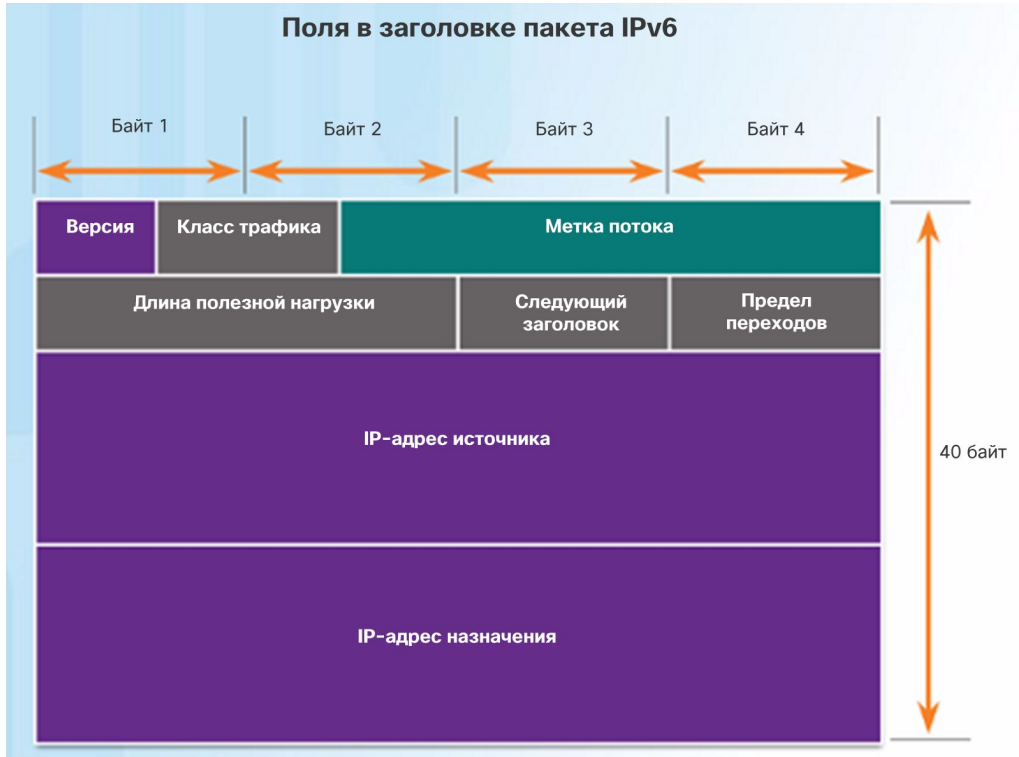 Поля в заголовке пакета IPv6
Байт 1
Байт 2
Байт 3
Байт 4
Версия
Класс трафика
Метка потока
Длина полезной нагрузки
Следующий
заголовок
Предел
переходов
IP-адрес источника
40 байт
IP-адрес назначения